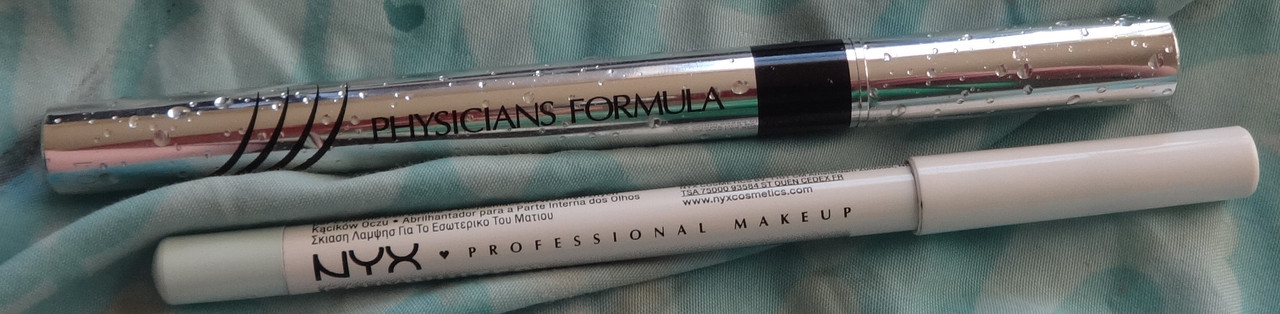 PHYSICIANS FORMULA
Kącików Oczu • Abrilhantador para a Parte Interna dos Olhos
Σκιαση Λαμψης Για Το Εσωτερικο Του Ματιου
TSA 75000 93584 ST OUEN CEDEX FR
www.nyxcosmetics.com
NYX ♥ PROFESSIONAL MAKEUP